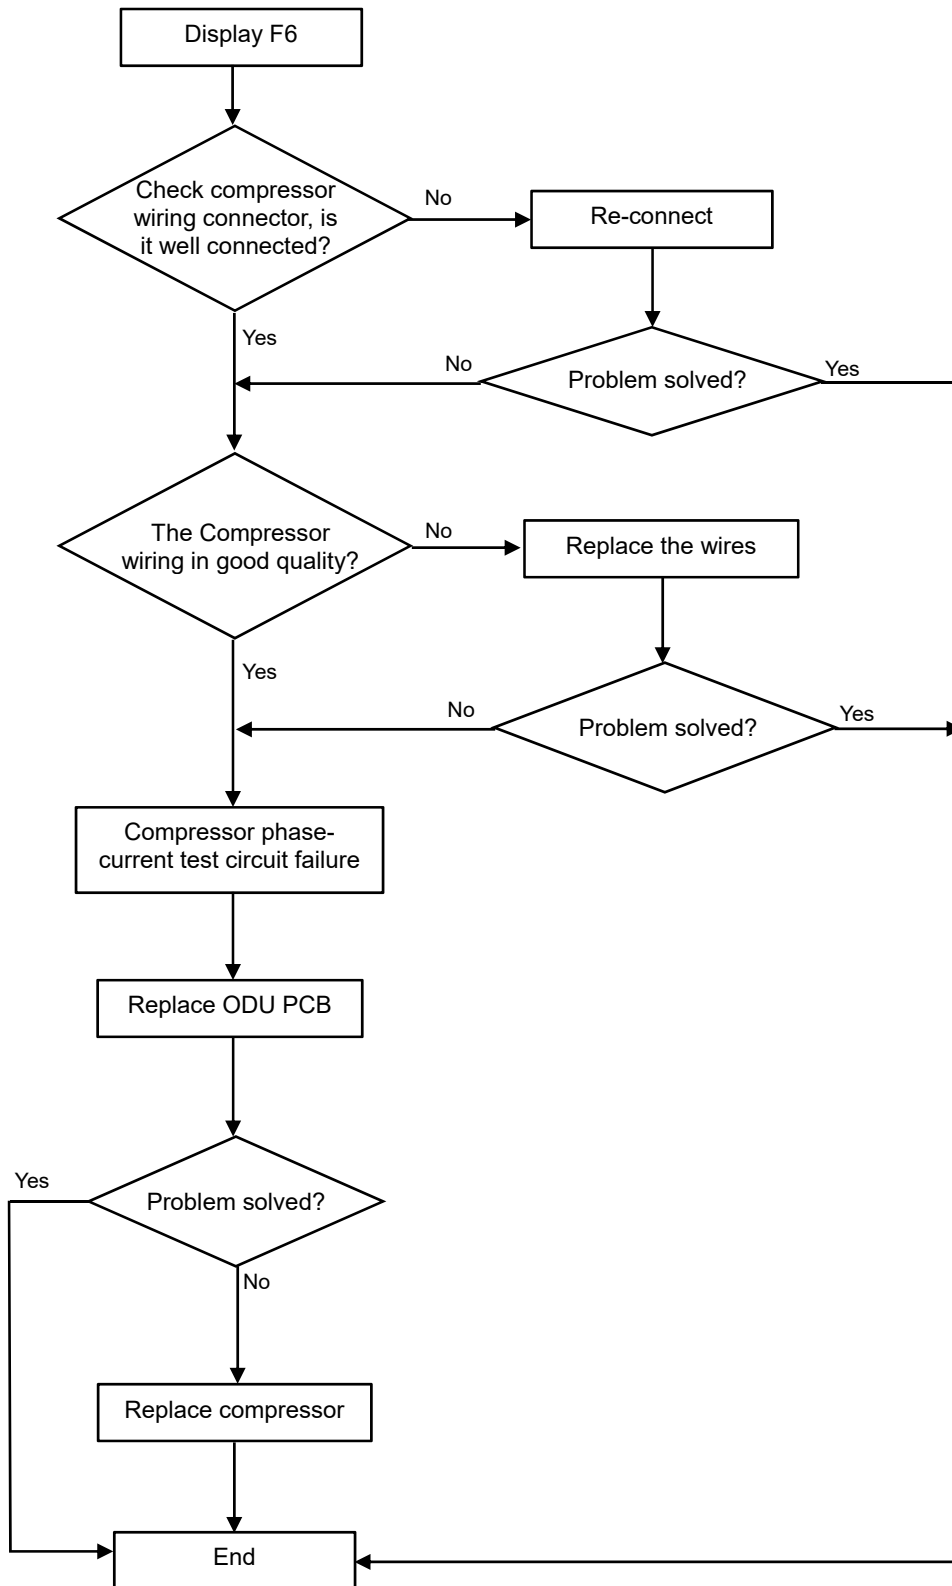 Display F6
Check compressor
wiring connector, is
it well connected?
No
Re-connect
Yes
No
Problem solved?
Yes
The Compressor
wiring in good quality?
No
Replace the wires
Yes
No
Problem solved?
Yes
Compressor phase-
current test circuit failure
Replace ODU PCB
Yes
Problem solved?
No
Replace compressor
End